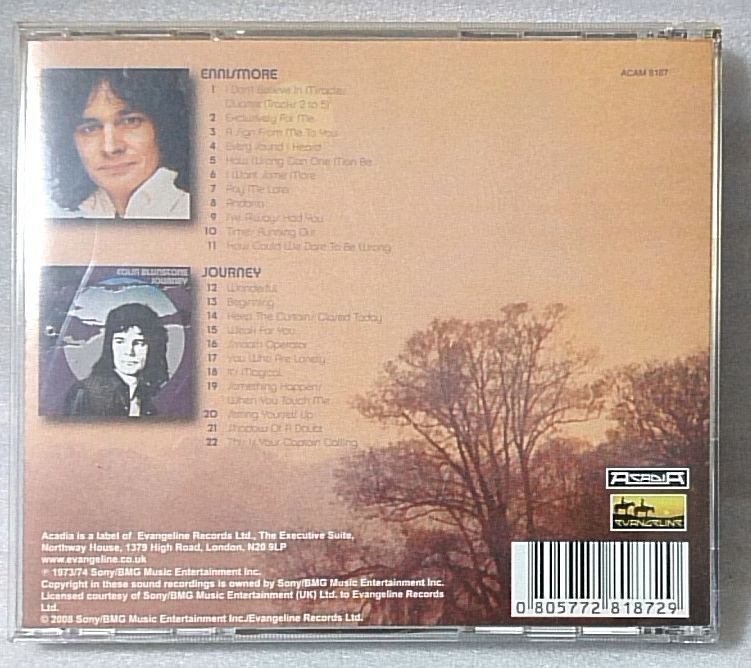 ENNISMORE
ACAM 8187
1 I Don't Believe In Miracles
Quartet (Tracks 2 to 5)
2 Exclusively For Me
3 A Sign From Me To You
4 Every Sound I Heard
5 How Wrong Can One Man Be
6 I Want Some More
7 Pay Me Later
8 Andorra
9 I've Always Had You
10 Time's Running Out
11 How Could We Dare To Be Wrong
COLIN BLUNSTONE
JOURNEY
JOURNEY
12 Wonderful
13 Beginning
14 Keep The Curtains Closed Today
15 Weak For You
16 Smooth Operator
17 You Who Are Lonely
18 It's Magical
19 Something Happens
When You Touch Me
20 Setting Yourself Up
21 Shadow Of A Doubt
22 This Is Your Captain Calling
ACADIA
EVANGELINE
Acadia is a label of Evangeline Records Ltd., The Executive Suite,
Northway House, 1379 High Road, London, N20 9LP
www.evangeline.co.uk
℗ 1973/74 Sony/BMG Music Entertainment Inc.
Copyright in these sound recordings is owned by Sony/BMG Music Entertainment Inc.
Licensed courtesy of Sony/BMG Music Entertainment (UK) Ltd. to Evangeline Records
Ltd.
© 2008 Sony/BMG Music Entertainment Inc./Evangeline Records Ltd.
0 805772 818729